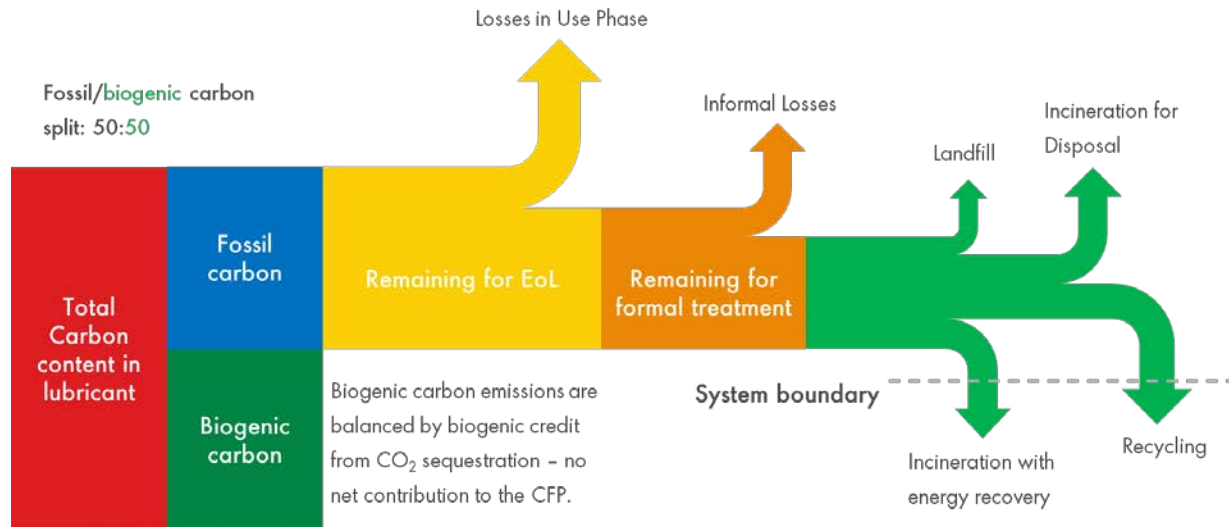 Losses in Use Phase
Fossil/biogenic carbon
split: 50:50
Informal Losses
Incineration for
Disposal
Landfill
Fossil
carbon
Remaining for EoL
Remaining for
formal treatment
Total
Carbon
content in
lubricant
Biogenic
carbon
Biogenic carbon emissions are
balanced by biogenic credit
from CO₂ sequestration – no
net contribution to the CFP.
System boundary
Incineration with
energy recovery
Recycling